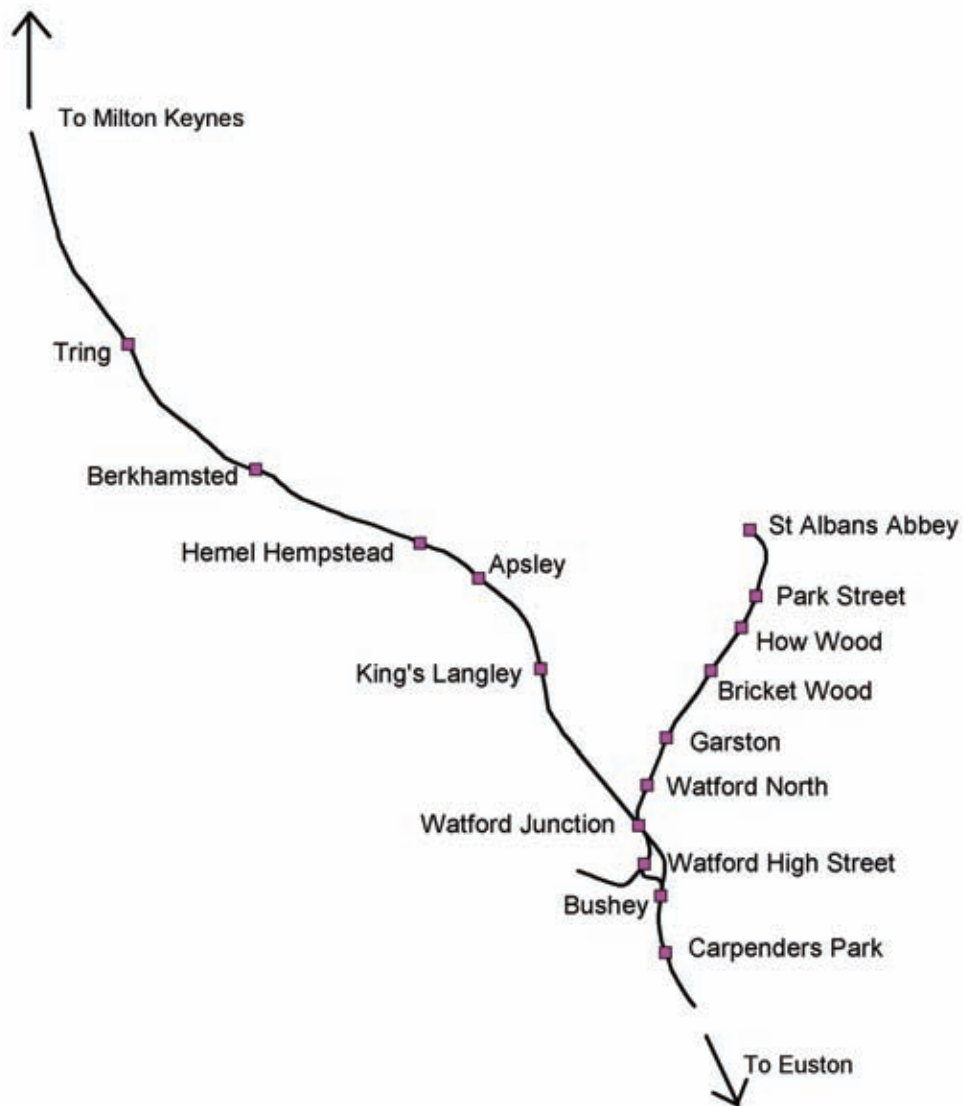 To Milton Keynes
Tring
Berkhamsted
St Albans Abbey
Hemel Hempstead
Apsley
Park Street
How Wood
King's Langley
Bricket Wood
Garston
Watford North
Watford Junction
Watford High Street
Bushey
Carpenders Park
To Euston